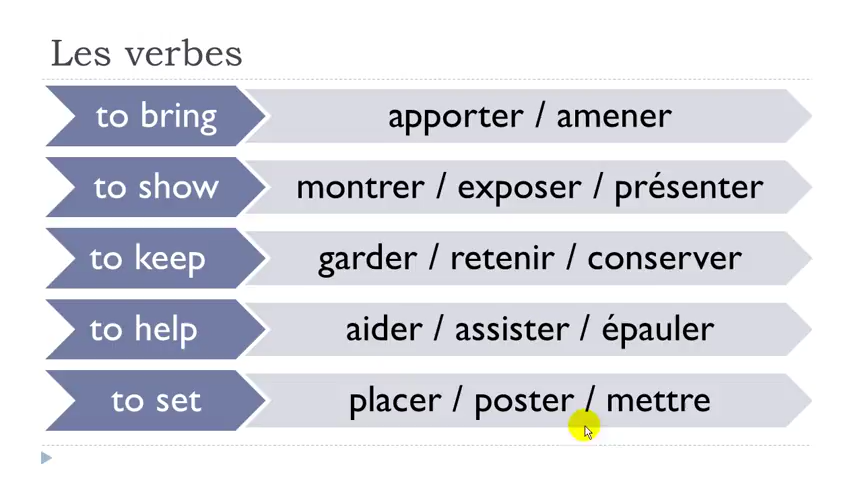 Les verbes
to bring apporter / amener
to show montrer / exposer / présenter
to keep garder / retenir / conserver
to help aider / assister / épauler
to set placer / poster / mettre